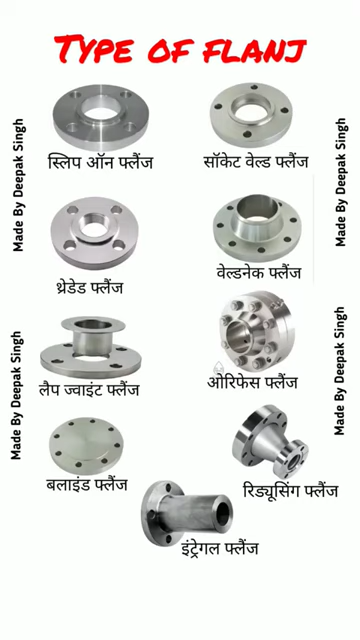 Type of flanj
स्लिप ऑन फ्लैंज
सॉकेट वेल्ड फ्लैंज
Made By Deepak Singh
Made By Deepak Singh
थ्रेडेड फ्लैंज
वेल्डनेक फ्लैंज
लैप ज्वाइंट फ्लैंज
ओरिफेस फ्लैंज
Made By Deepak Singh
Made By Deepak Singh
बलाइंड फ्लैंज
रिड्यूसिंग फ्लैंज
इंट्रेगल फ्लैंज